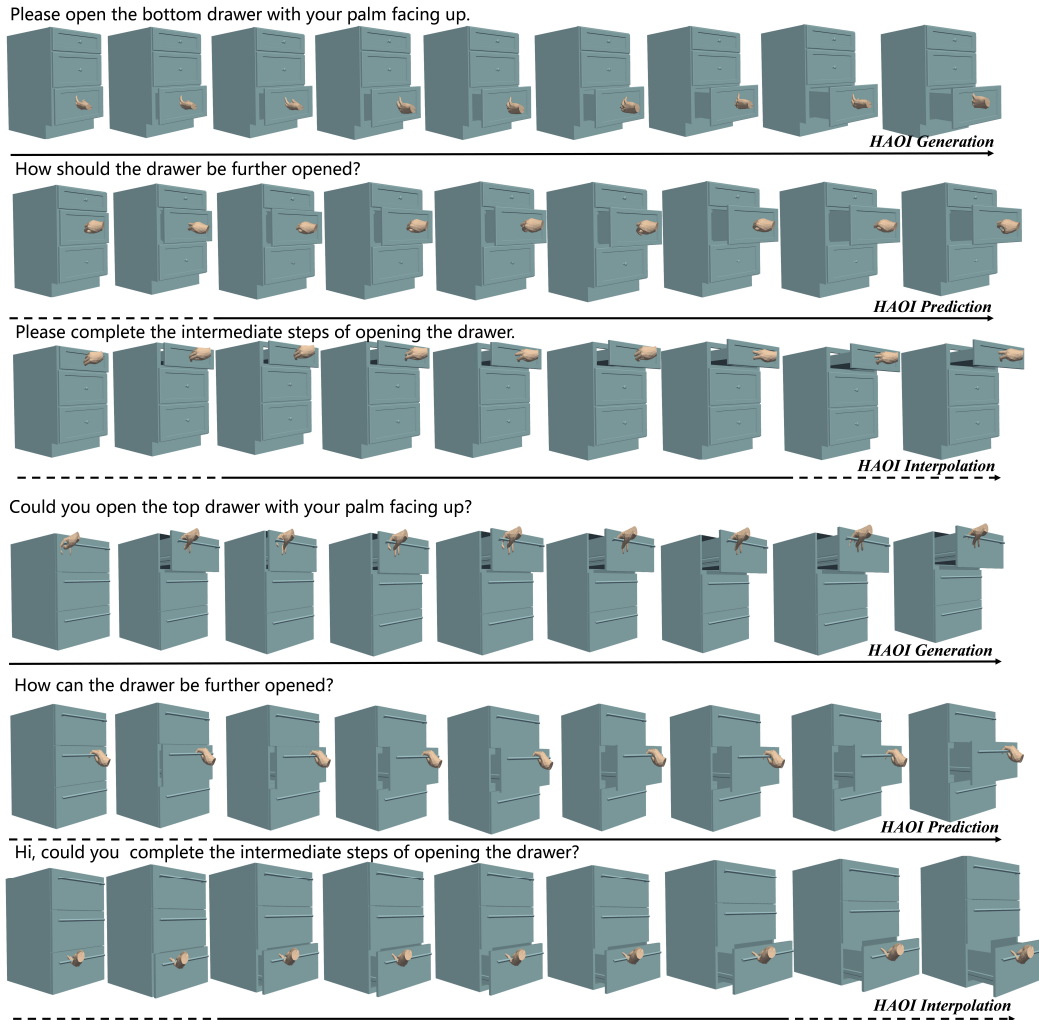 Please open the bottom drawer with your palm facing up.
HAOI Generation
How should the drawer be further opened?
HAOI Prediction
Please complete the intermediate steps of opening the drawer.
HAOI Interpolation
Could you open the top drawer with your palm facing up?
HAOI Generation
How can the drawer be further opened?
HAOI Prediction
Hi, could you complete the intermediate steps of opening the drawer?
HAOI Interpolation